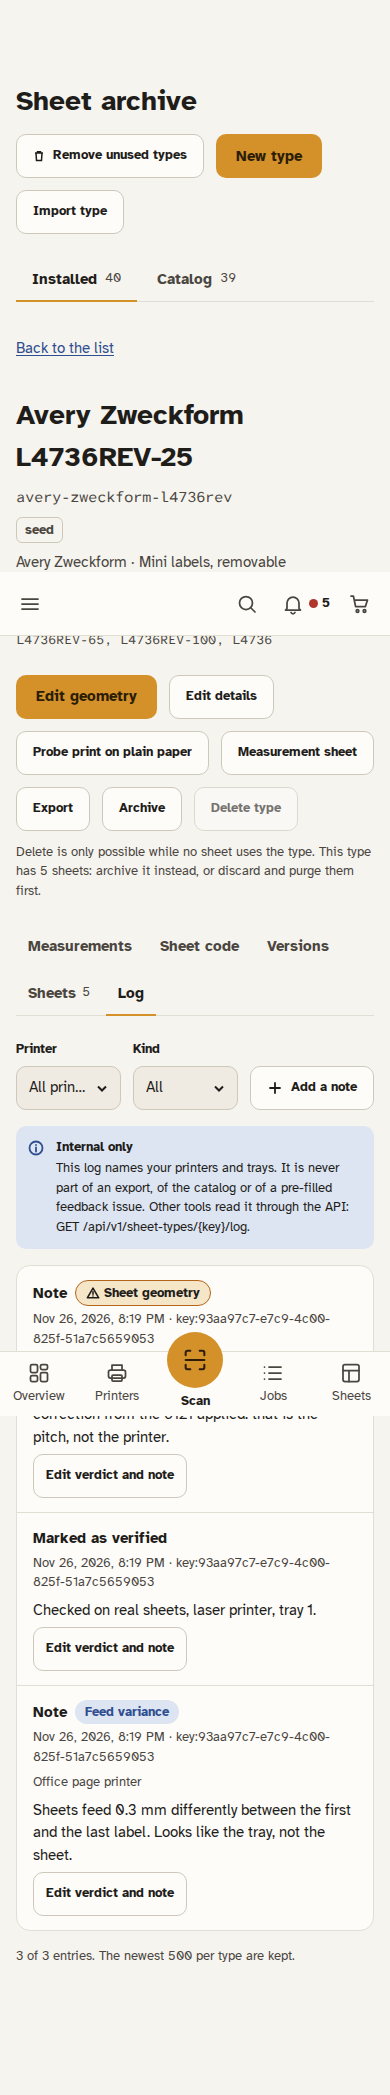 Sheet archive
Remove unused types
New type
Import type
Installed 40
Catalog 39
Back to the list
Avery Zweckform
L4736REV-25
avery-zweckform-l4736rev
seed
Avery Zweckform · Mini labels, removable
5
L4736REV-65, L4736REV-100, L4736
Edit geometry
Edit details
Probe print on plain paper
Measurement sheet
Export
Archive
Delete type
Delete is only possible while no sheet uses the type. This type
has 5 sheets: archive it instead, or discard and purge them
first.
Measurements
Sheet code
Versions
Sheets 5
Log
Printer
Kind
All prin...
All
Add a note
Internal only
This log names your printers and trays. It is never
part of an export, of the catalog or of a pre-filled
feedback issue. Other tools read it through the API:
GET /api/v1/sheet-types/{key}/log.
Note
Sheet geometry
Nov 26, 2026, 8:19 PM · key:93aa97c7-e7c9-4c00-
825f-51a7c5659053
Overview
Printers
Scan
Jobs
Sheets
pitch, not the printer.
Edit verdict and note
Marked as verified
Nov 26, 2026, 8:19 PM · key:93aa97c7-e7c9-4c00-
825f-51a7c5659053
Checked on real sheets, laser printer, tray 1.
Edit verdict and note
Note
Feed variance
Nov 26, 2026, 8:19 PM · key:93aa97c7-e7c9-4c00-
825f-51a7c5659053
Office page printer
Sheets feed 0.3 mm differently between the first
and the last label. Looks like the tray, not the
sheet.
Edit verdict and note
3 of 3 entries. The newest 500 per type are kept.